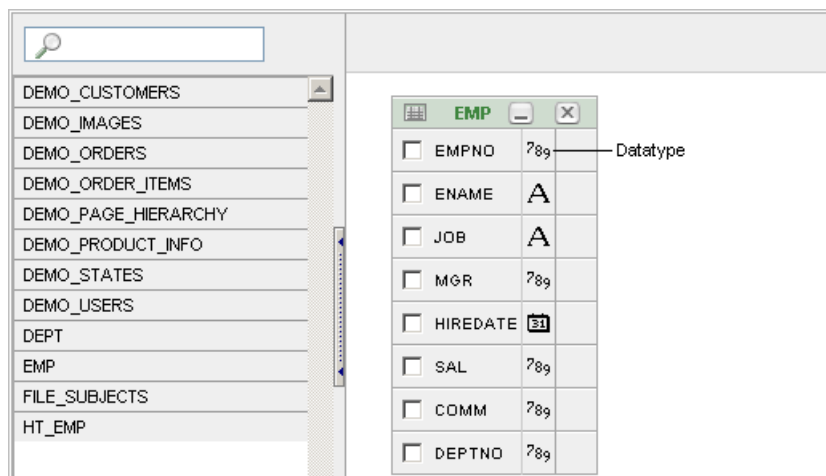 DEMO_CUSTOMERS
DEMO_IMAGES
DEMO_ORDERS
DEMO_ORDER_ITEMS
DEMO_PAGE_HIERARCHY
DEMO_PRODUCT_INFO
DEMO_STATES
DEMO_USERS
DEPT
EMP
FILE_SUBJECTS
HT_EMP
EMP
EMPNO 789 Datatype
ENAME A
JOB A
MGR 789
HIREDATE 31
SAL 789
COMM 789
DEPTNO 789